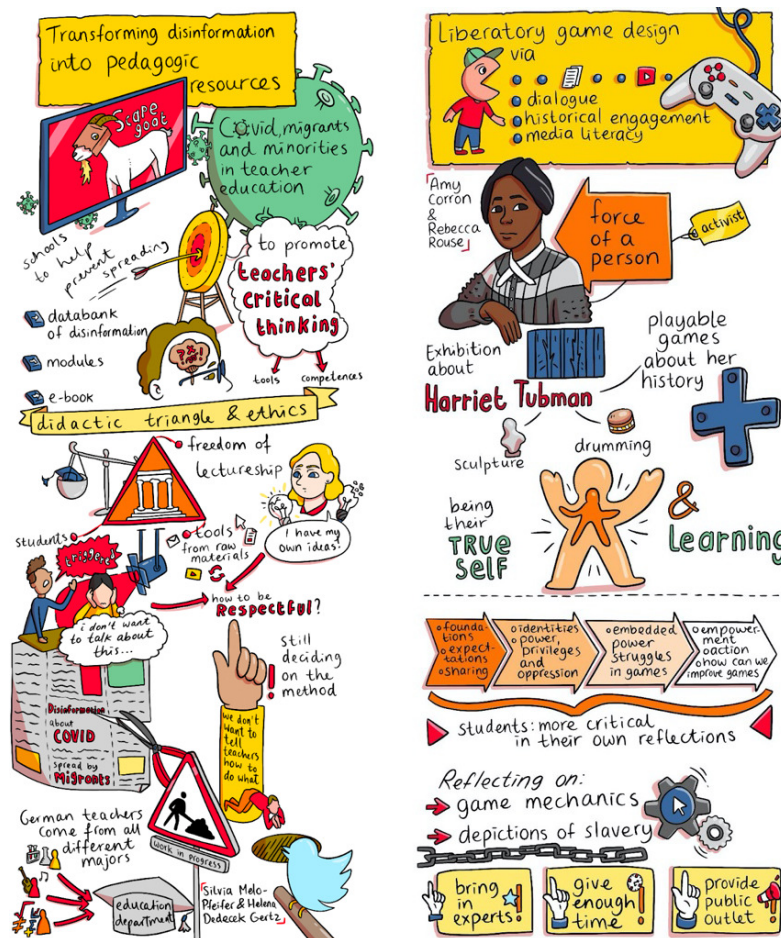 Transforming disinformation
into pedagogic
resources
Scape
goat
Covid, migrants
and minorities
in teacher
education
schools
to help
prevent
spreading
to promote
teachers'
critical
thinking
tools
competences
databank
of disinformation
modules
e-book
didactic triangle & ethics
freedom of
lectureship
students
triggered
tools
from raw
materials
I have my
own ideas!
i don't want
to talk about
this...
how to be
RESPECTFUL?
Still
deciding
on the
method
we don't
want to
tell
teachers
how to
do what
Disinformation
about
COVID
spread by
Migrants
German teachers
come from all
different
majors
education
department
work in progress
Silvia Melo-
Pfeifer & Helena
Dedecek Gertz
Liberatory game design
via
dialogue
historical engagement
media literacy
Amy
Corron
&
Rebecca
Rouse
force
of a
person
activist
Exhibition
about
Harriet Tubman
playable
games
about her
history
sculpture
drumming
being
their
TRUE
SELF
&
Learning
founda-
tions
expect-
tations
sharing
identities
power,
privileges
and
oppression
embedded
power
struggles
in games
empower-
ment
action
how can we
improve games
students: more critical
in their own reflections
Reflecting on:
game mechanics
depictions of slavery
bring
in
experts!
give
enough
time!
provide
public
outlet